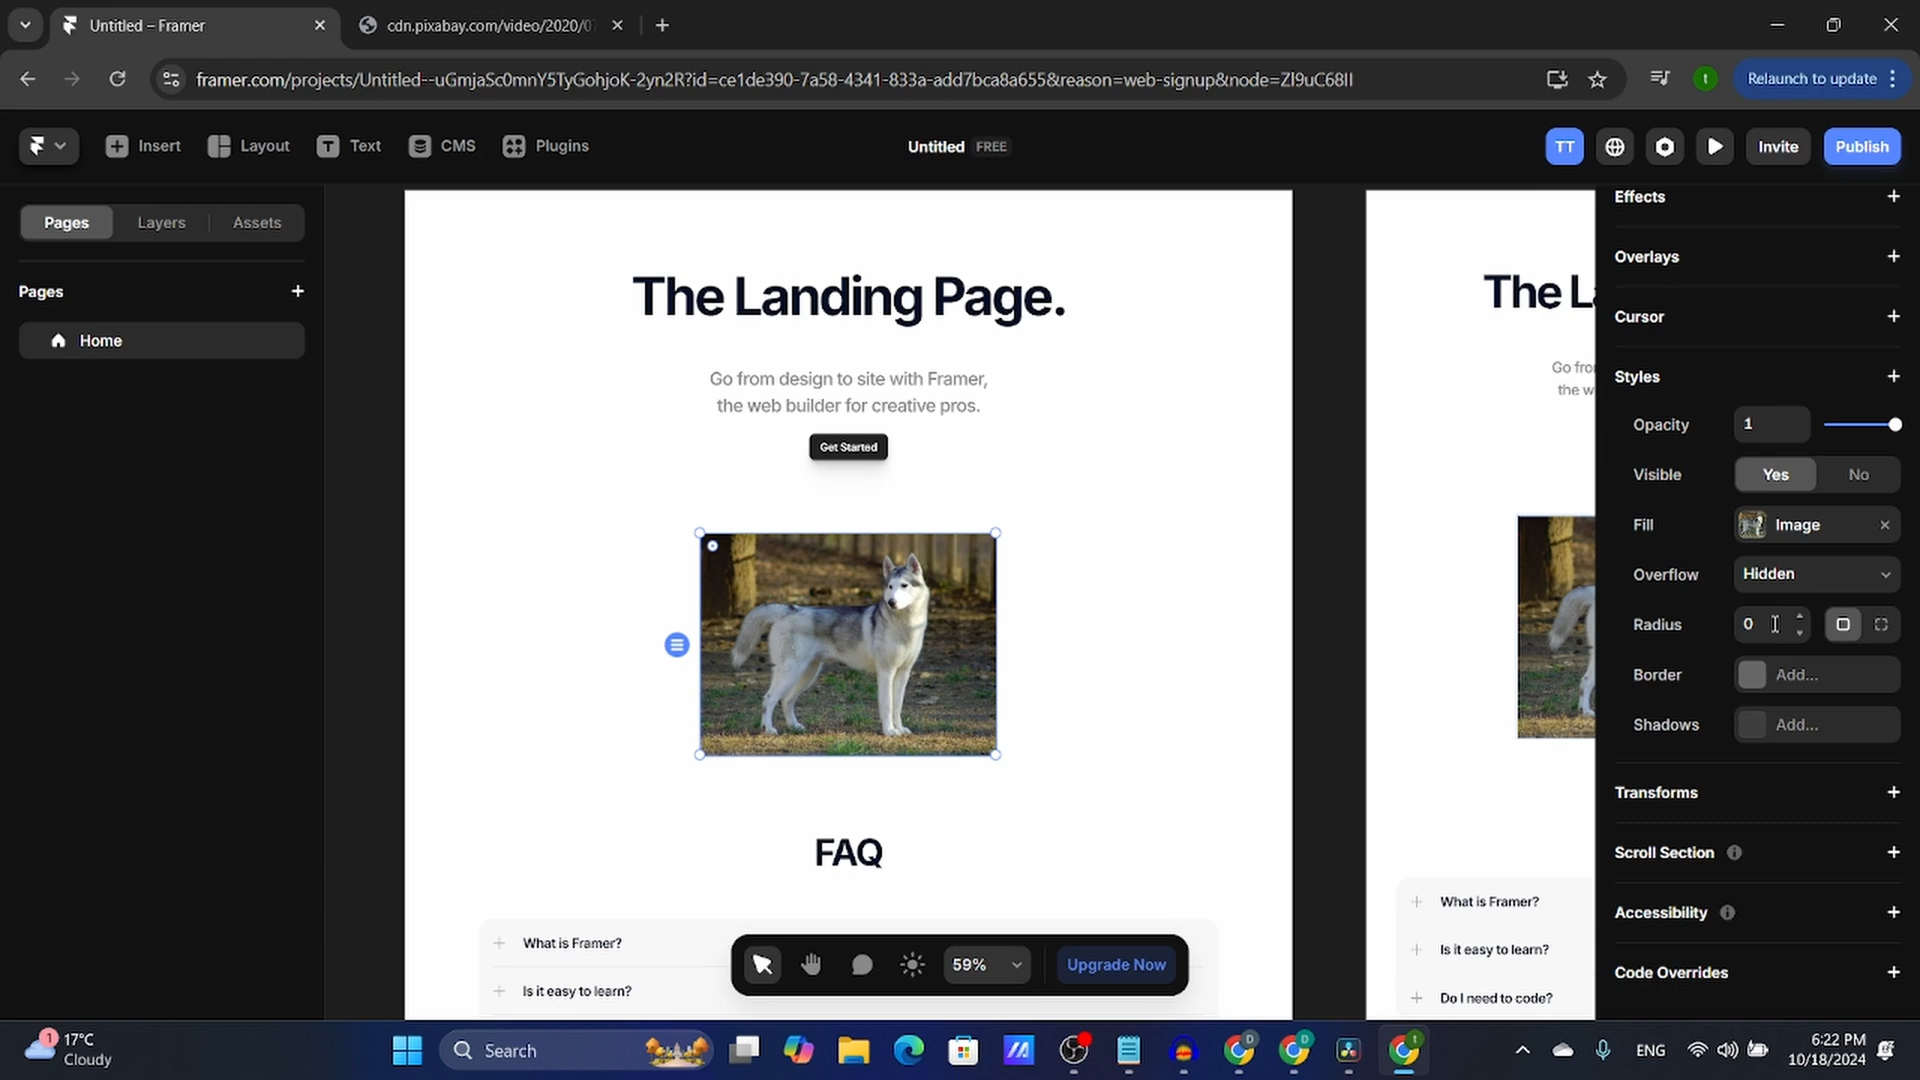 Untitled – Framer
cdn.pixabay.com/video/2020/0
framer.com/projects/Untitled--uGmjaSc0mnY5TyGohjoK-2yn2R?id=ce1de390-7a58-4341-833a-add7bca8a655&reason=web-signup&node=ZI9uC68II
t
Relaunch to update
Insert
Layout
Text
CMS
Plugins
Untitled FREE
TT
Invite
Publish
Pages
Layers
Assets
Pages
Home
The Landing Page.
Go from design to site with Framer,
the web builder for creative pros.
Get Started
FAQ
What is Framer?
Is it easy to learn?
The La
Go fro
the w
What is Framer?
Is it easy to learn?
Do I need to code?
59%
Upgrade Now
Effects
Overlays
Cursor
Styles
Opacity 1
Visible Yes No
Fill Image
Overflow Hidden
Radius 0
Border Add...
Shadows Add...
Transforms
Scroll Section
Accessibility
Code Overrides
1
17°C
Cloudy
Search
D
D
t
ENG
6:22 PM
10/18/2024